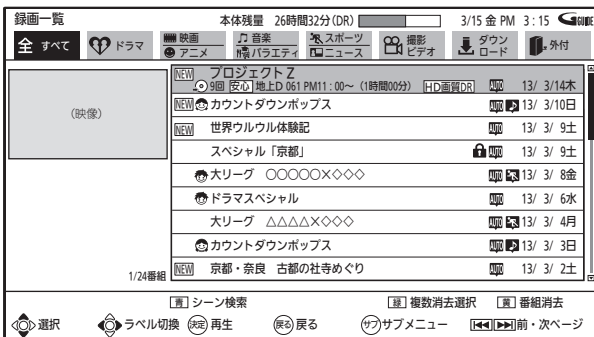 録画一覧 本体残量 26時間32分(DR) 3/15 金 PM 3:15 G GUIDE
全 すべて ドラマ 映画 アニメ 音楽 バラエティ スポーツ ニュース 撮影 ビデオ ダウン ロード 外付
(映像)
NEW プロジェクトZ
9回 安心 地上D 061 PM11:00～ (1時間00分) HD画質DR AUTO 13/ 3/14木
NEW カウントダウンポップス AUTO 13/ 3/10日
NEW 世界ウルウル体験記 AUTO 13/ 3/ 9土
スペシャル「京都」 AUTO 13/ 3/ 9土
大リーグ ○○○○○×◇◇◇ AUTO 13/ 3/ 8金
ドラマスペシャル AUTO 13/ 3/ 6水
大リーグ △△△△×◇◇◇ AUTO 13/ 3/ 4月
カウントダウンポップス AUTO 13/ 3/ 3日
1/24番組 NEW 京都・奈良 古都の社寺めぐり AUTO 13/ 3/ 2土
青 シーン検索 緑 複数消去選択 黄 番組消去
選択 ラベル切換 決定 再生 戻る 戻る サブ サブメニュー 前・次ページ